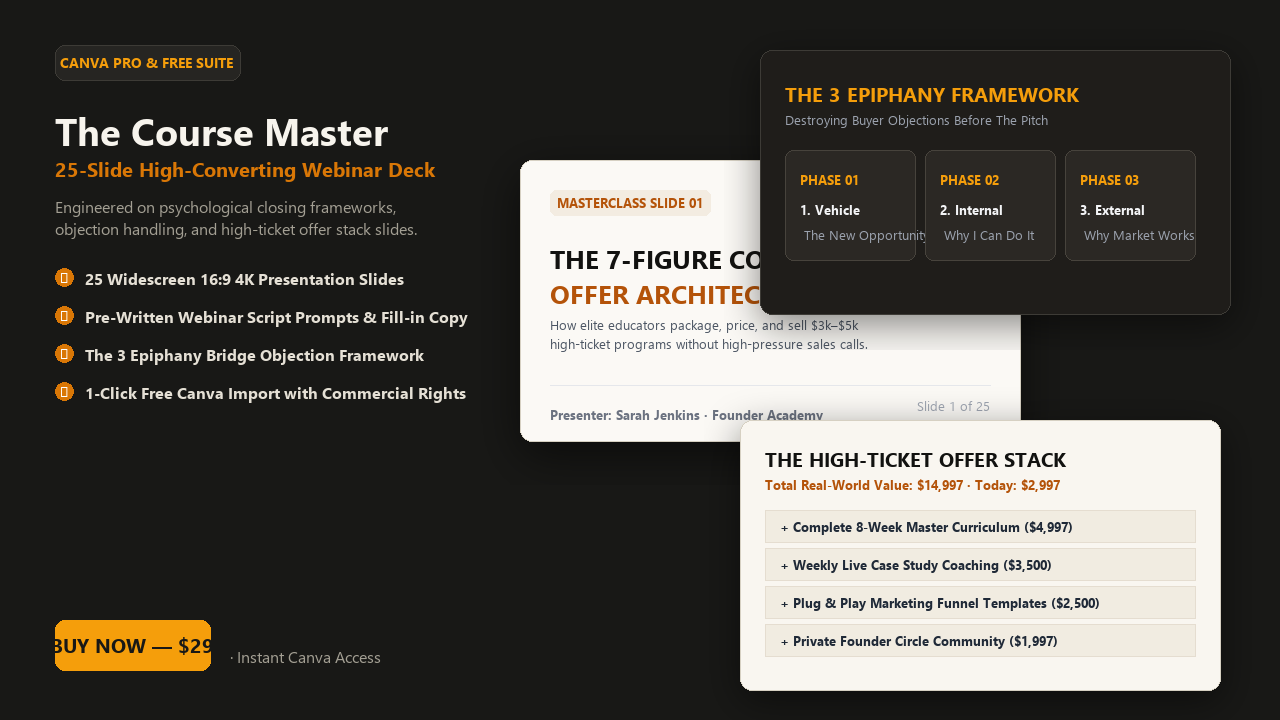 CANVA PRO & FREE SUITE
The Course Master
25-Slide High-Converting Webinar Deck
Engineered on psychological closing frameworks,
objection handling, and high-ticket offer stack slides.
25 Widescreen 16:9 4K Presentation Slides
Pre-Written Webinar Script Prompts & Fill-in Copy
The 3 Epiphany Bridge Objection Framework
1-Click Free Canva Import with Commercial Rights
BUY NOW — $29
· Instant Canva Access
MASTERCLASS SLIDE 01
THE 7-FIGURE CO
OFFER ARCHITEC
How elite educators package, price, and sell $3k–$5k
high-ticket programs without high-pressure sales calls.
Presenter: Sarah Jenkins · Founder Academy
Slide 1 of 25
THE 3 EPIPHANY FRAMEWORK
Destroying Buyer Objections Before The Pitch
PHASE 01
1. Vehicle
The New Opportunity
PHASE 02
2. Internal
Why I Can Do It
PHASE 03
3. External
Why Market Works
THE HIGH-TICKET OFFER STACK
Total Real-World Value: $14,997 · Today: $2,997
+ Complete 8-Week Master Curriculum ($4,997)
+ Weekly Live Case Study Coaching ($3,500)
+ Plug & Play Marketing Funnel Templates ($2,500)
+ Private Founder Circle Community ($1,997)